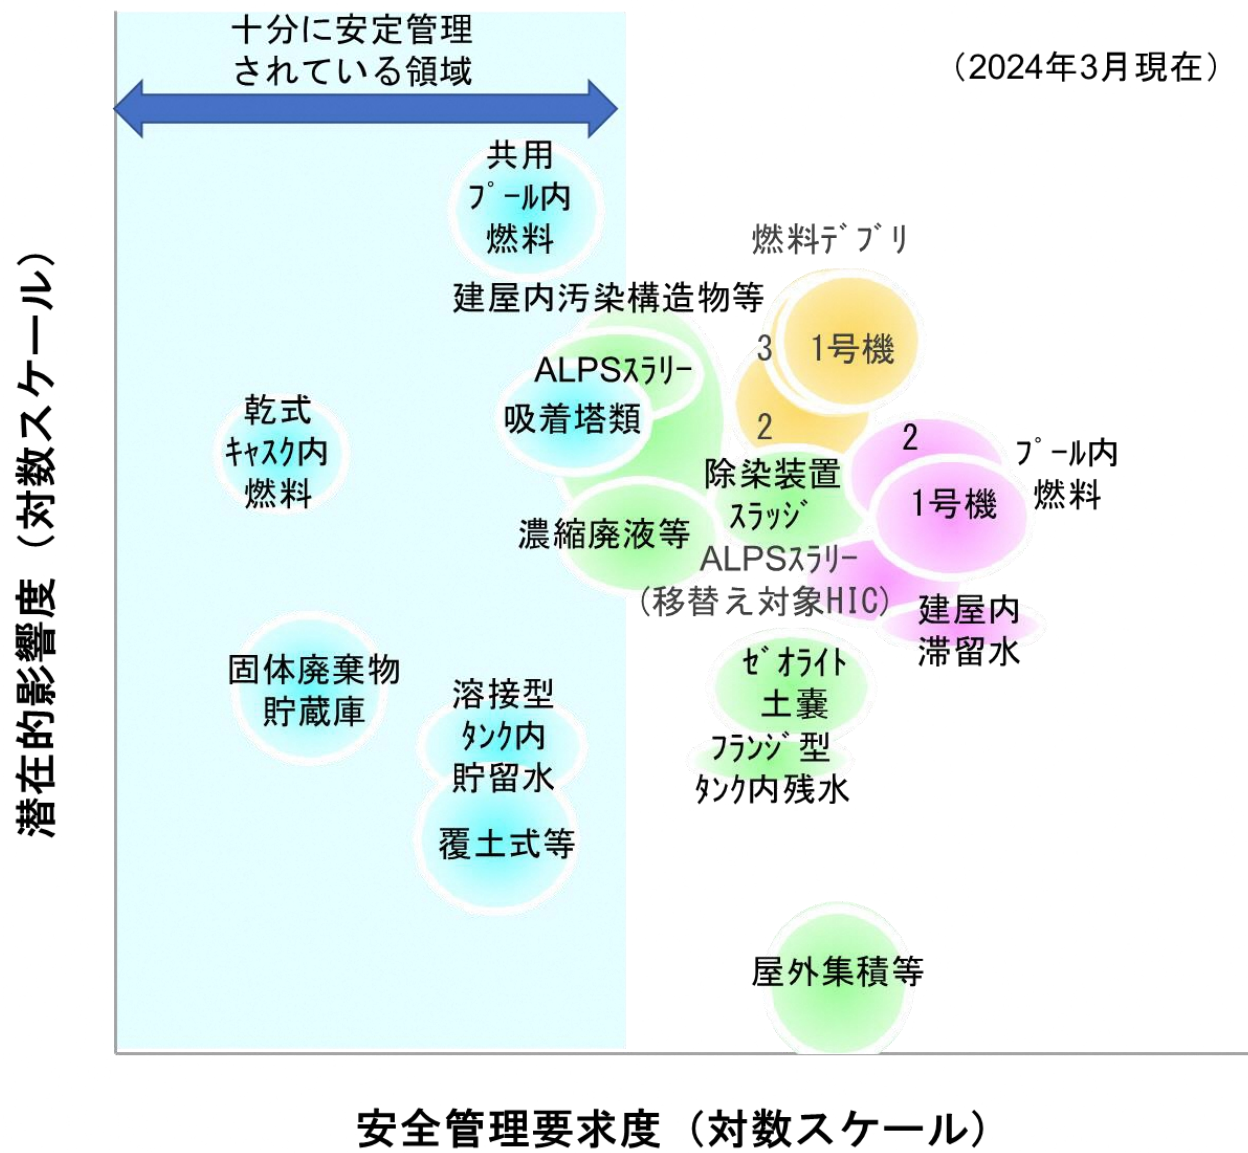 十分に安定管理
されている領域
（2024年3月現在）
共用
ﾌﾟｰﾙ内
燃料
燃料ﾃﾞﾌﾞﾘ
建屋内汚染構造物等
3
1号機
ALPSｽﾗﾘｰ
吸着塔類
2
乾式
ｷｬｽｸ内
燃料
2
1号機
ﾌﾟｰﾙ内
燃料
除染装置
ｽﾗｯｼﾞ
濃縮廃液等
ALPSｽﾗﾘｰ
(移替え対象HIC)
建屋内
滞留水
固体廃棄物
貯蔵庫
溶接型
ﾀﾝｸ内
貯留水
ｾﾞｵﾗｲﾄ
土嚢
ﾌﾗﾝｼﾞ型
ﾀﾝｸ内残水
覆土式等
屋外集積等
潜在的影響度（対数スケール）
安全管理要求度（対数スケール）